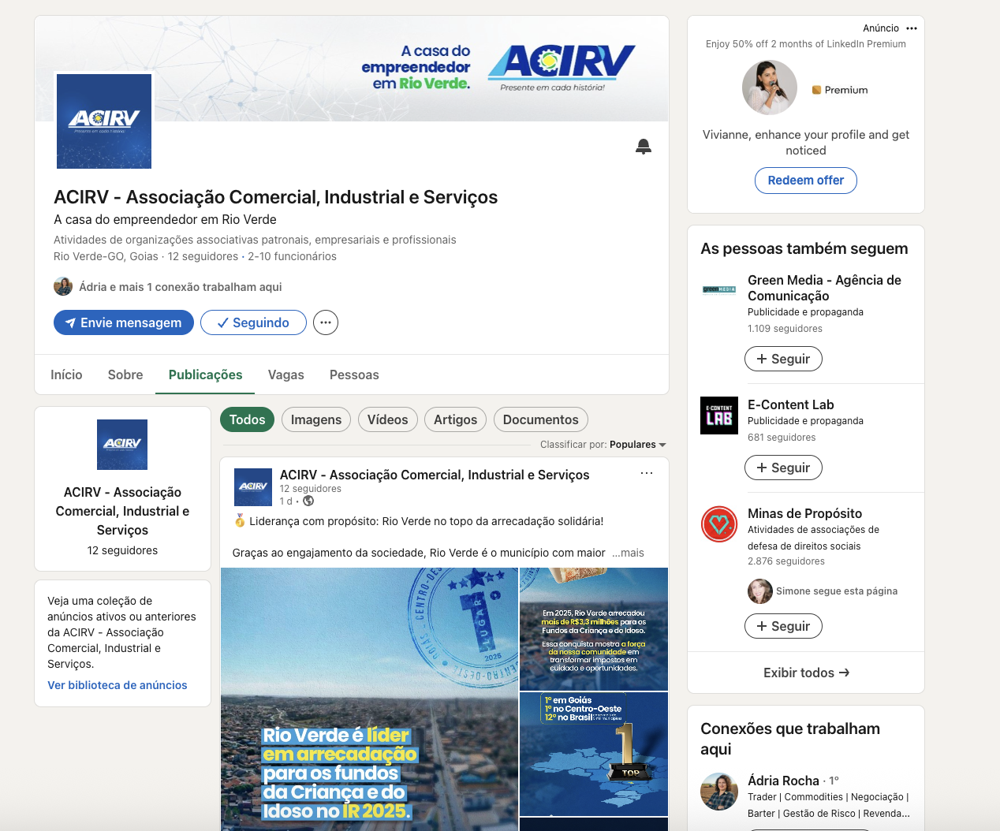 A casa do
empreendedor
em Rio Verde.
ACIRV
Presente em cada história!
ACIRV
Presente em cada história!
ACIRV - Associação Comercial, Industrial e Serviços
A casa do empreendedor em Rio Verde
Atividades de organizações associativas patronais, empresariais e profissionais
Rio Verde-GO, Goias · 12 seguidores · 2-10 funcionários
Ádria e mais 1 conexão trabalham aqui
Envie mensagem
Seguindo
Início
Sobre
Publicações
Vagas
Pessoas
ACIRV
ACIRV - Associação
Comercial, Industrial e
Serviços
12 seguidores
Veja uma coleção de
anúncios ativos ou anteriores
da ACIRV - Associação
Comercial, Industrial e
Serviços.
Ver biblioteca de anúncios
Todos
Imagens
Vídeos
Artigos
Documentos
Classificar por: Populares
ACIRV
ACIRV - Associação Comercial, Industrial e Serviços
12 seguidores
1 d •
🥇 Liderança com propósito: Rio Verde no topo da arrecadação solidária!
Graças ao engajamento da sociedade, Rio Verde é o município com maior ...mais
GOIÁS - CENTRO-OESTE
1º
LUGAR
2025
CENTRO-OESTE
Rio Verde é líder
em arrecadação
para os fundos
da Criança e do
Idoso no IR 2025.
Em 2025, Rio Verde arrecadou
mais de R$3,3 milhões para os
Fundos da Criança e do Idoso.
Essa conquista mostra a força
da nossa comunidade em
transformar impostos em
cuidado e oportunidades.
1º em Goiás
1º no Centro-Oeste
12º no Brasil
1
TOP
Anúncio
Enjoy 50% off 2 months of LinkedIn Premium
Premium
Vivianne, enhance your profile and get
noticed
Redeem offer
As pessoas também seguem
greenMEDIA
Green Media - Agência de
Comunicação
Publicidade e propaganda
1.109 seguidores
+ Seguir
E-CONTENT
LAB
E-Content Lab
Publicidade e propaganda
681 seguidores
+ Seguir
Minas de Propósito
Atividades de associações de
defesa de direitos sociais
2.876 seguidores
Simone segue esta página
+ Seguir
Exibir todos →
Conexões que trabalham
aqui
Ádria Rocha · 1º
Trader | Commodities | Negociação |
Barter | Gestão de Risco | Revenda...